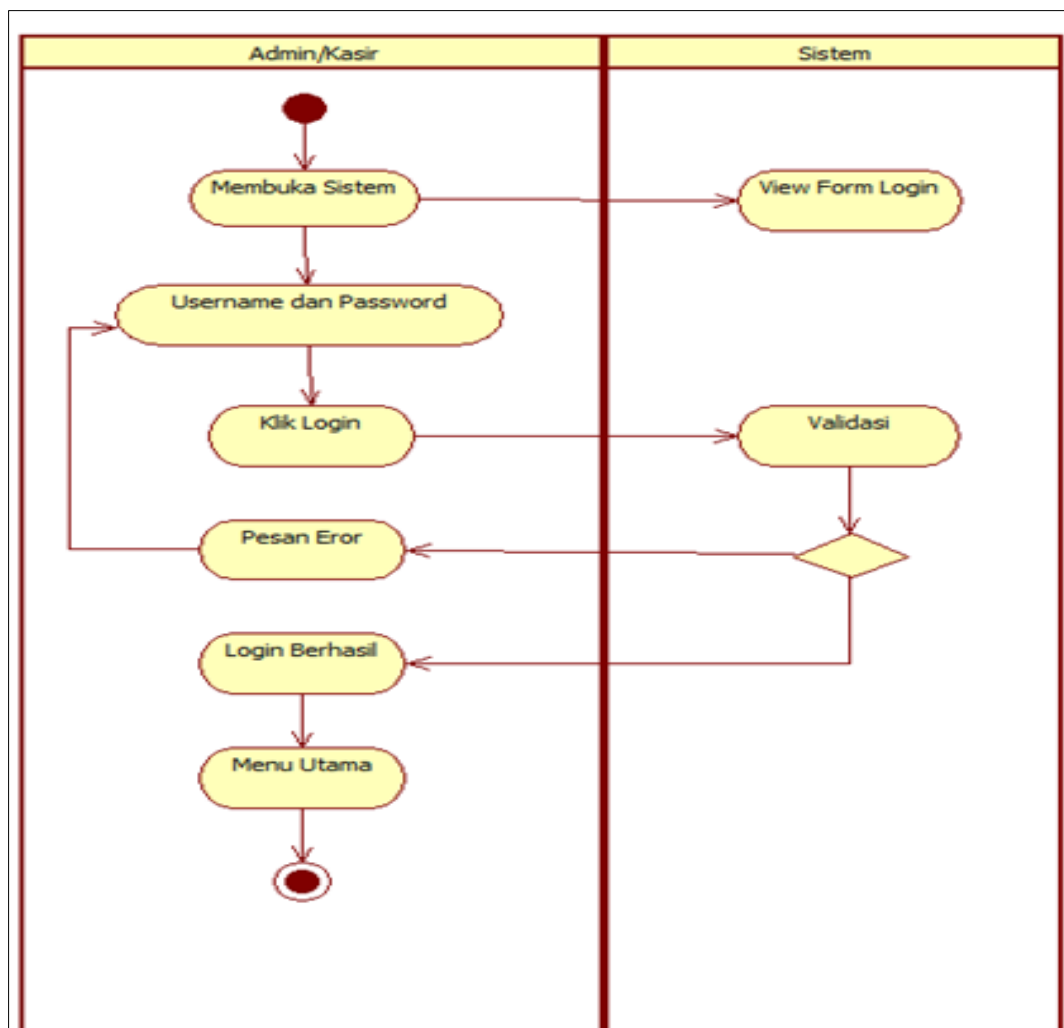 Admin/Kasir
Sistem
Membuka Sistem
View Form Login
Username dan Password
Klik Login
Validasi
Pesan Eror
Login Berhasil
Menu Utama